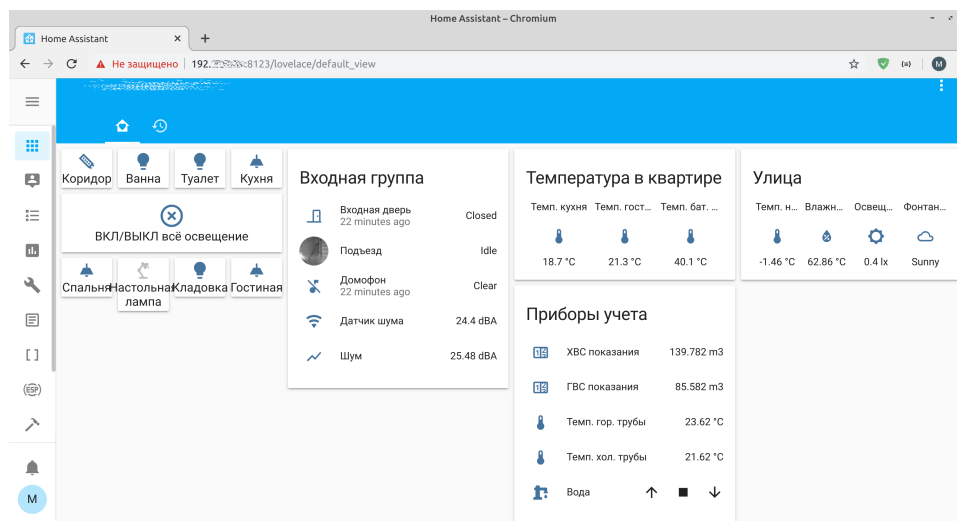 Home Assistant – Chromium
Home Assistant
Не защищено 192. :8123/lovelace/default_view
M
Коридор Ванна Туалет Кухня
ВКЛ/ВЫКЛ всё освещение
Спальня Настольная лампа Кладовка Гостиная
Входная группа
Входная дверь Closed
22 minutes ago
Подъезд Idle
Домофон Clear
22 minutes ago
Датчик шума 24.4 dBA
Шум 25.48 dBA
Температура в квартире
Темп. кухня Темп. гост... Темп. бат. ...
18.7 °C 21.3 °C 40.1 °C
Приборы учета
ХВС показания 139.782 m3
ГВС показания 85.582 m3
Темп. гор. трубы 23.62 °C
Темп. хол. трубы 21.62 °C
Вода
Улица
Темп. н... Влажн... Освещ... Фонтан...
-1.46 °C 62.86 °C 0.4 lx Sunny
ESP
M